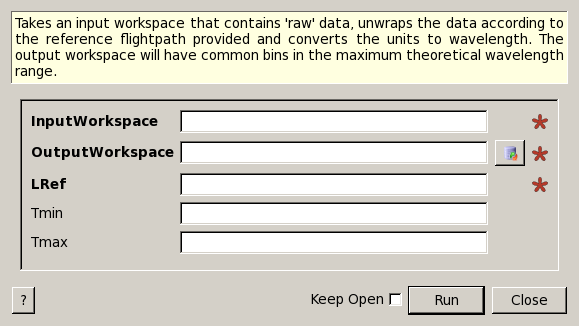 Takes an input workspace that contains 'raw' data, unwraps the data according to
the reference flightpath provided and converts the units to wavelength. The
output workspace will have common bins in the maximum theoretical wavelength
range.
InputWorkspace
OutputWorkspace
LRef
Tmin
Tmax
? Keep Open Run Close